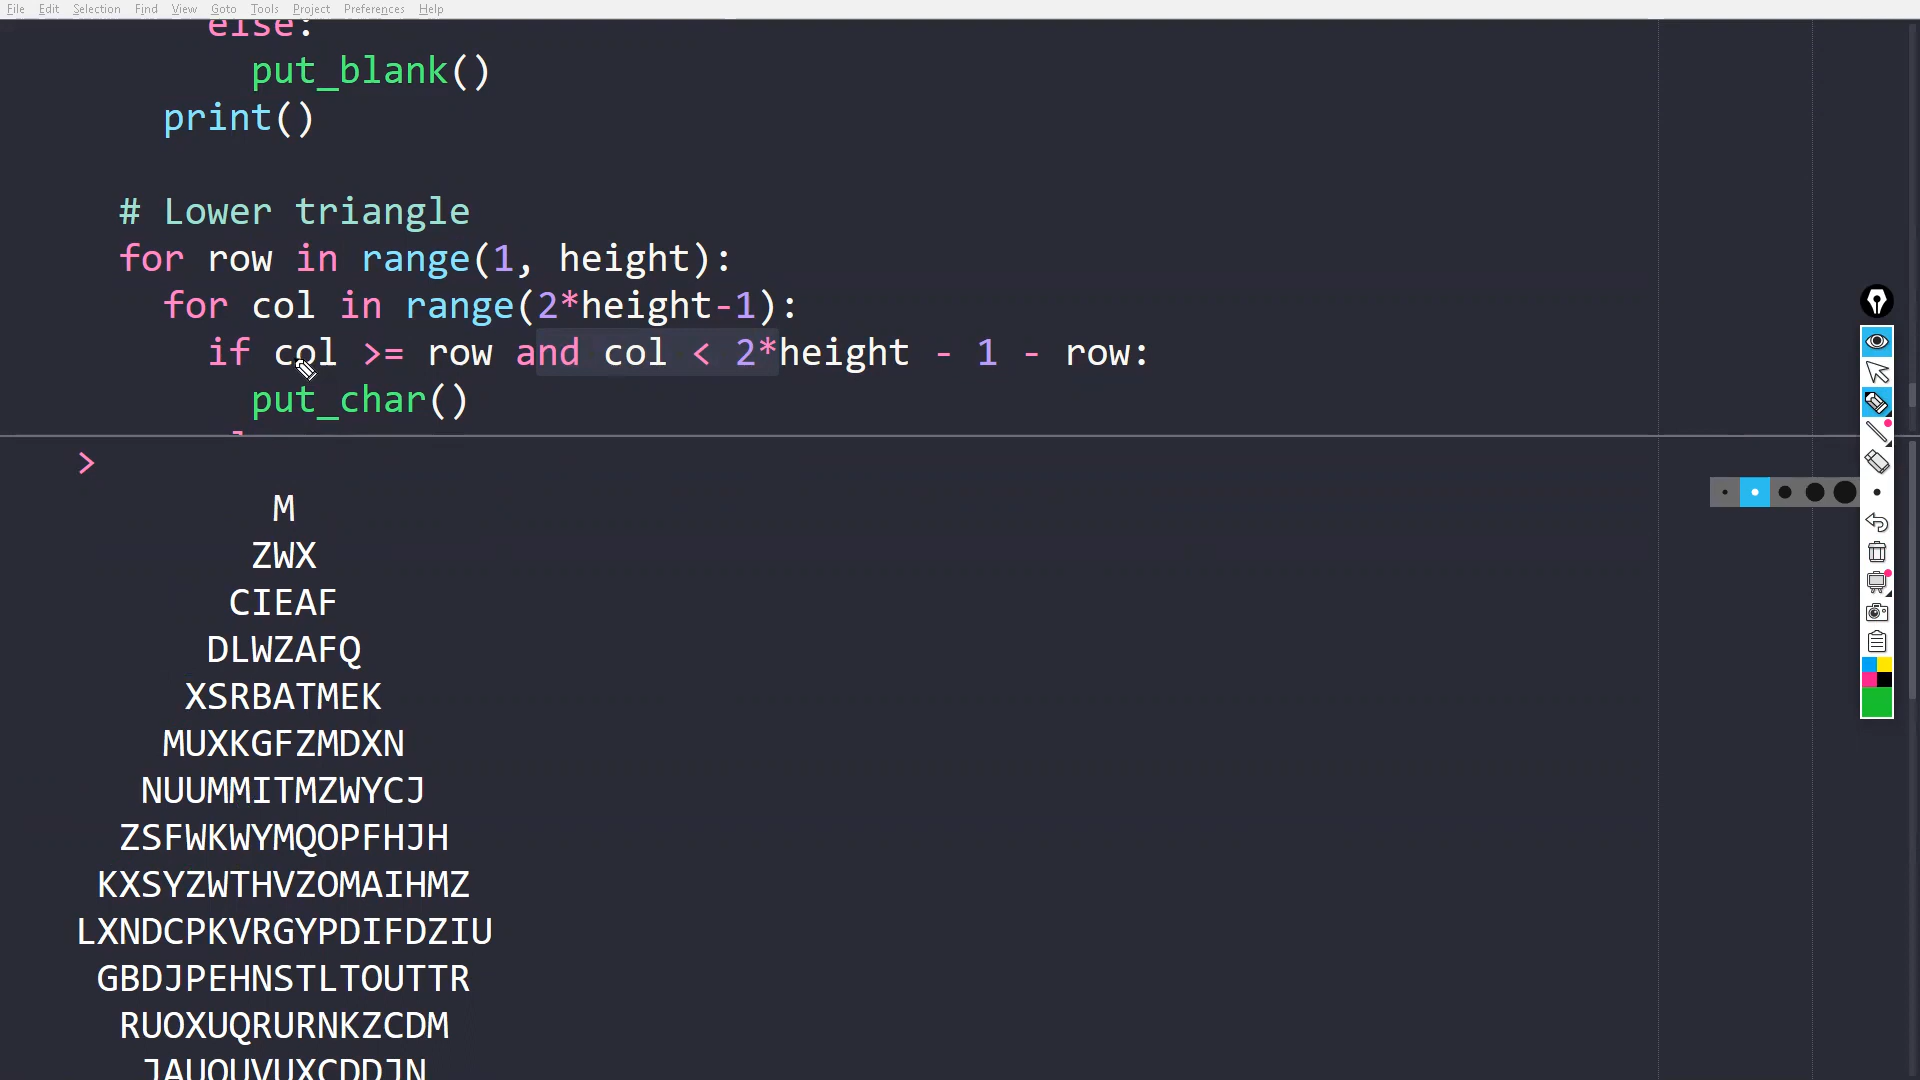 File Edit Selection Find View Goto Tools Project Preferences Help
else:
put_blank()
print()
# Lower triangle
for row in range(1, height):
for col in range(2*height-1):
if col >= row and col < 2*height - 1 - row:
put_char()
>
M
ZWX
CIEAF
DLWZAFQ
XSRBATMEK
MUXKGFZMDXN
NUUMMITMZWYCJ
ZSFWKWYMQOPFHJH
KXSYZWTHVZOMAIHMZ
LXNDCPKVRGYPDIFDZIU
GBDJPEHNSTLTOUTTR
RUOXUQRURNKZCDM